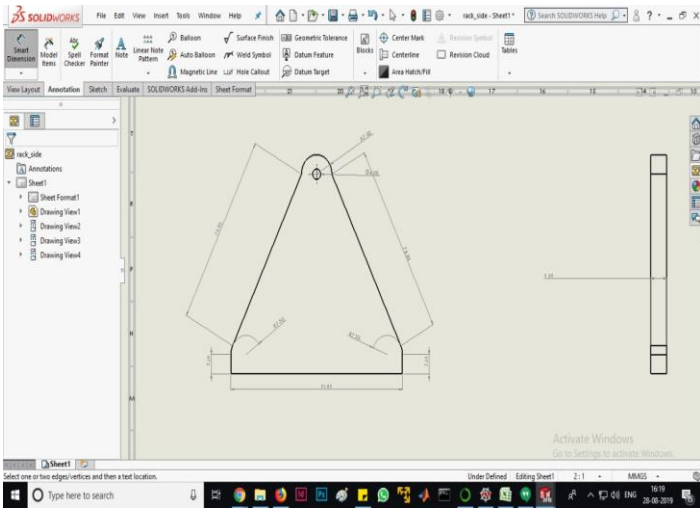 SOLIDWORKS File Edit View Insert Tools Window Help rack_side - Sheet1 * Search SOLIDWORKS Help
Smart Dimension
Model Items
Spell Checker
Format Painter
Note
Linear Note Pattern
Balloon
Auto Balloon
Magnetic Line
Surface Finish
Weld Symbol
Hole Callout
Geometric Tolerance
Datum Feature
Datum Target
Blocks
Center Mark
Centerline
Area Hatch/Fill
Revision Symbol
Revision Cloud
Tables
View Layout Annotation Sketch Evaluate SOLIDWORKS Add-Ins Sheet Format
rack_side
Annotations
Sheet1
Sheet Format1
Drawing View1
Drawing View2
Drawing View3
Drawing View4
Activate Windows
Go to Settings to activate Windows.
Sheet1
Select one or two edges/vertices and then a text location.
Under Defined Editing Sheet1 2:1 MMGS
Type here to search
ENG 16:19
28-08-2019